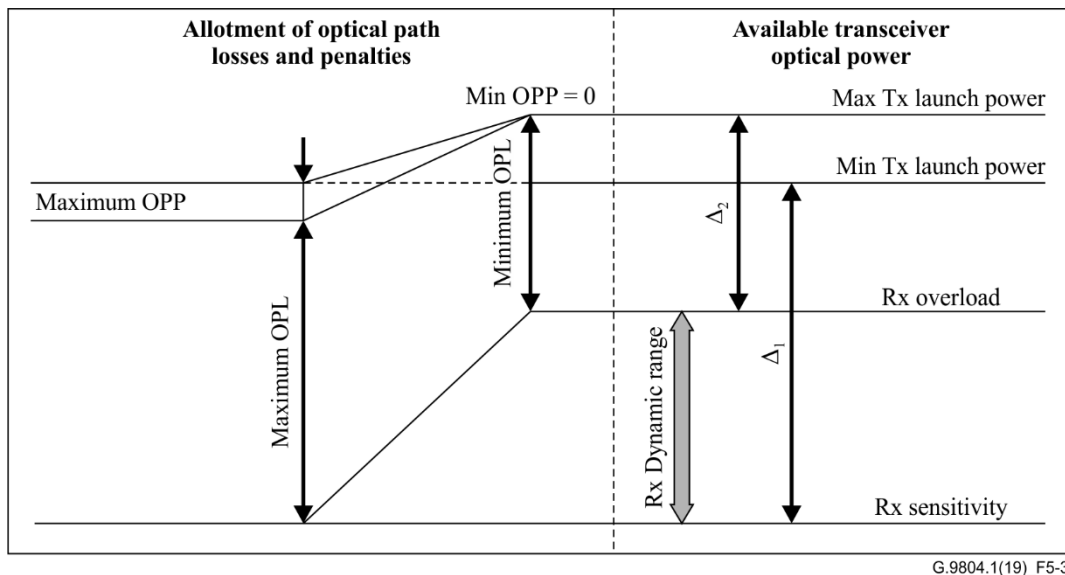 Allotment of optical path
losses and penalties
Available transceiver
optical power
Min OPP = 0
Max Tx launch power
Min Tx launch power
Maximum OPP
Minimum OPL
Δ2
Rx overload
Maximum OPL
Rx Dynamic range
Δ1
Rx sensitivity
G.9804.1(19)_F5-3